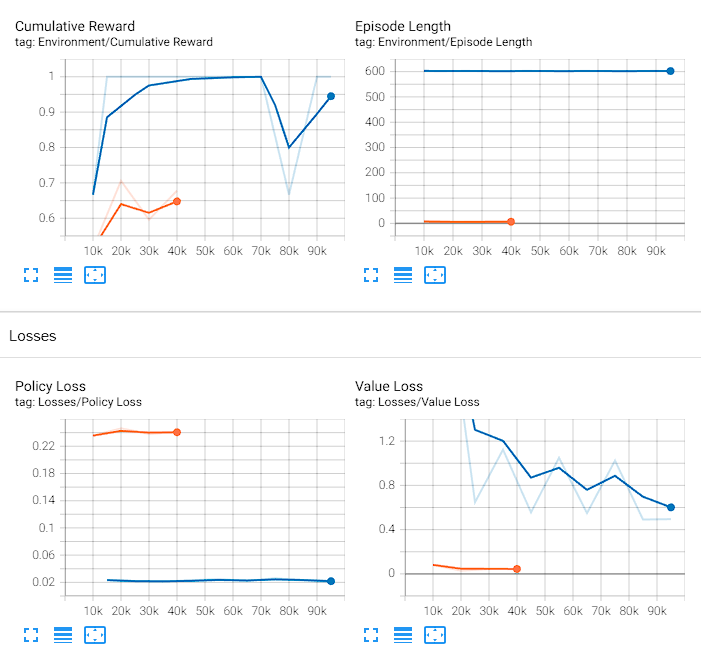 Cumulative Reward
tag: Environment/Cumulative Reward
1
0.9
0.8
0.7
0.6
10k 20k 30k 40k 50k 60k 70k 80k 90k
Episode Length
tag: Environment/Episode Length
600
500
400
300
200
100
0
10k 20k 30k 40k 50k 60k 70k 80k 90k
Losses
Policy Loss
tag: Losses/Policy Loss
0.22
0.18
0.14
0.1
0.06
0.02
10k 20k 30k 40k 50k 60k 70k 80k 90k
Value Loss
tag: Losses/Value Loss
1.2
0.8
0.4
0
10k 20k 30k 40k 50k 60k 70k 80k 90k